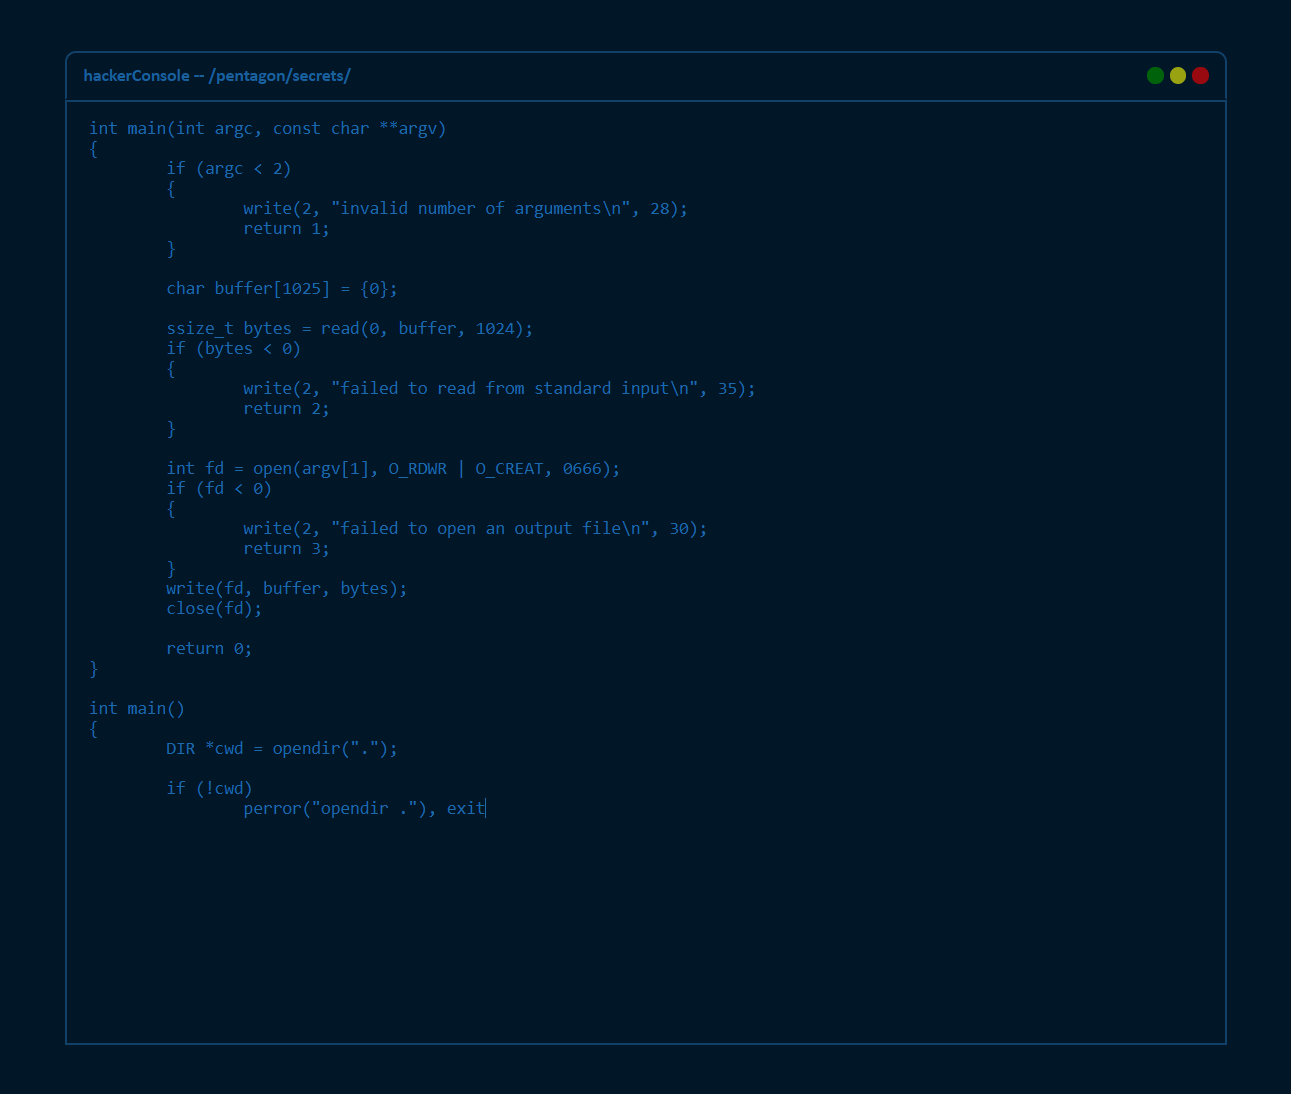 hackerConsole -- /pentagon/secrets/
int main(int argc, const char **argv)
{
        if (argc < 2)
        {
                write(2, "invalid number of arguments\n", 28);
                return 1;
        }

        char buffer[1025] = {0};

        ssize_t bytes = read(0, buffer, 1024);
        if (bytes < 0)
        {
                write(2, "failed to read from standard input\n", 35);
                return 2;
        }

        int fd = open(argv[1], O_RDWR | O_CREAT, 0666);
        if (fd < 0)
        {
                write(2, "failed to open an output file\n", 30);
                return 3;
        }
        write(fd, buffer, bytes);
        close(fd);

        return 0;
}

int main()
{
        DIR *cwd = opendir(".");

        if (!cwd)
                perror("opendir ."), exit